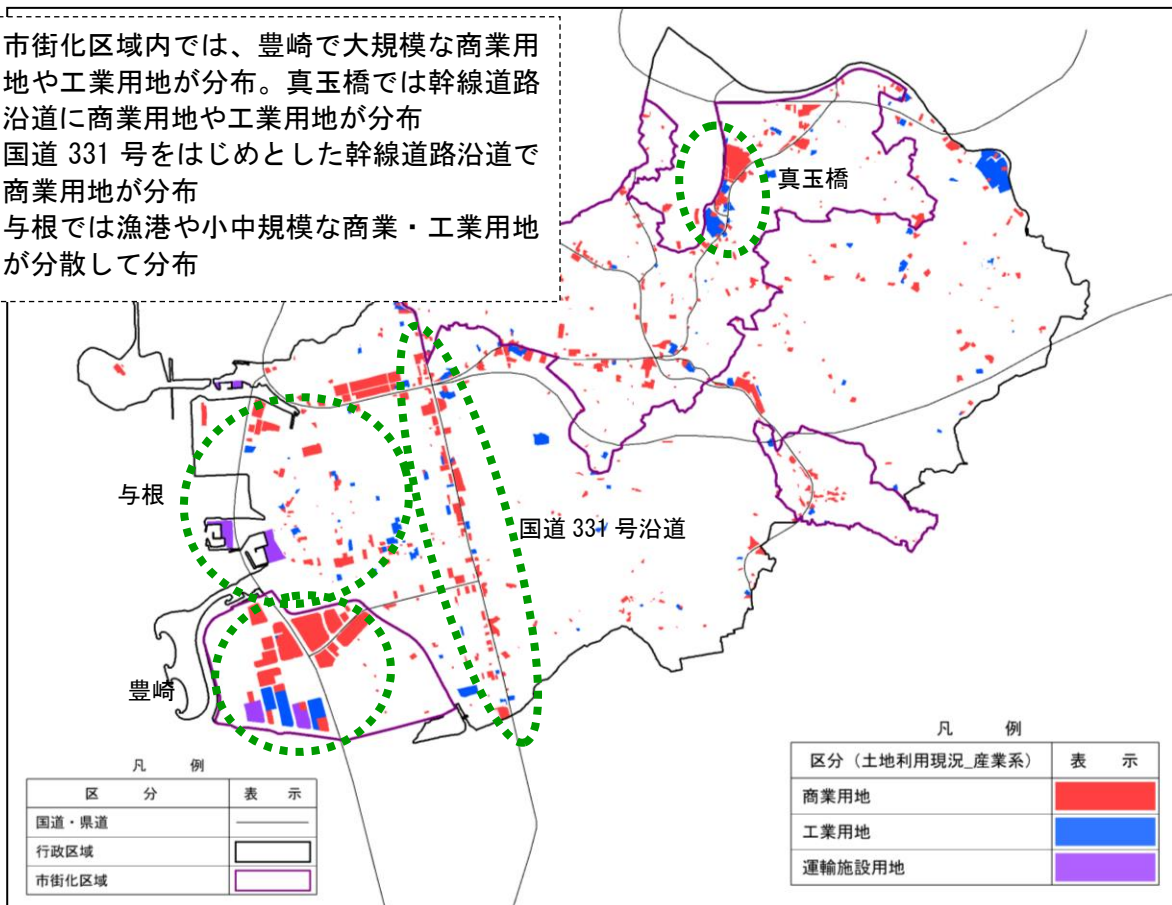 市街化区域内では、豊崎で大規模な商業用
地や工業用地が分布。真玉橋では幹線道路
沿道に商業用地や工業用地が分布
国道 331 号をはじめとした幹線道路沿道で
商業用地が分布
与根では漁港や小中規模な商業・工業用地
が分散して分布
真玉橋
与根
国道 331 号沿道
豊崎
凡 例
区 分 表 示
国道・県道
行政区域
市街化区域
凡 例
区分（土地利用現況_産業系） 表 示
商業用地
工業用地
運輸施設用地